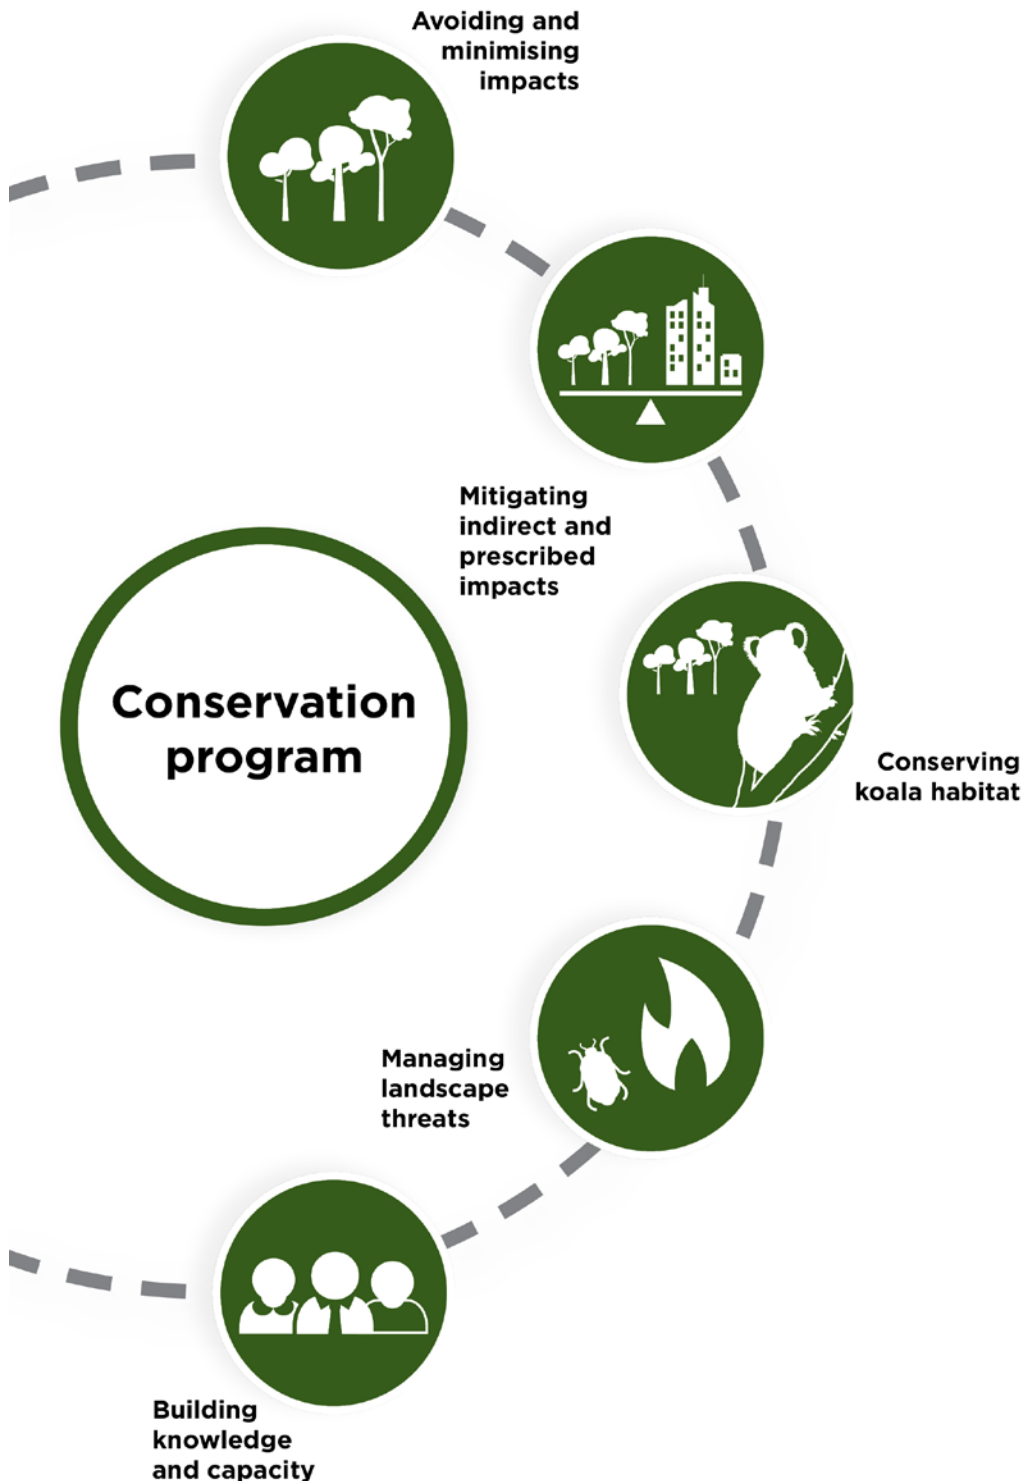 Avoiding and
minimising
impacts
Mitigating
indirect and
prescribed
impacts
Conservation
program
Conserving
koala habitat
Managing
landscape
threats
Building
knowledge
and capacity